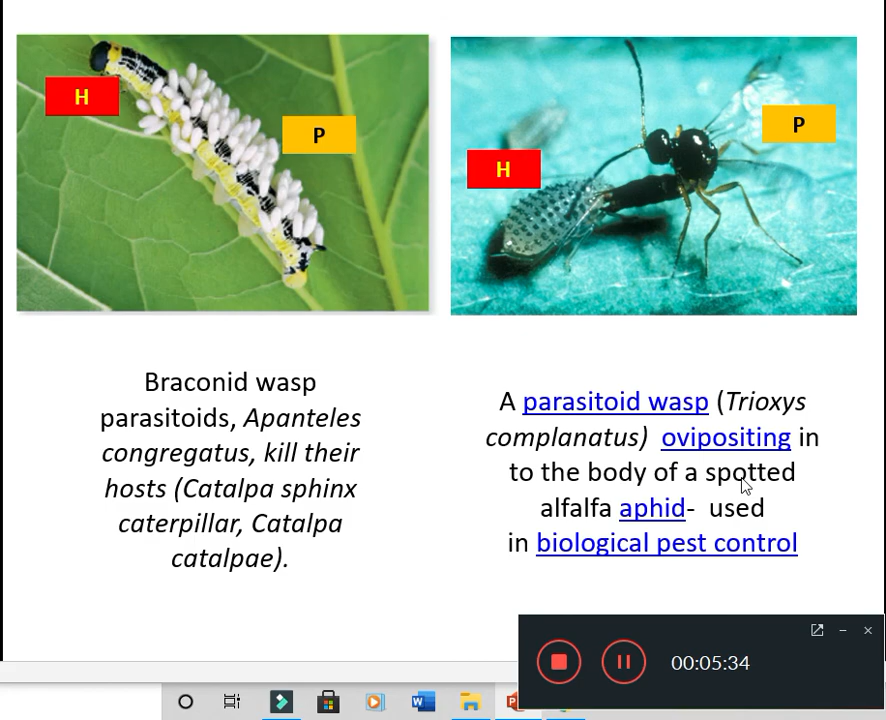 H
P
H
P
Braconid wasp
parasitoids, Apanteles
congregatus, kill their
hosts (Catalpa sphinx
caterpillar, Catalpa
catalpae).
A parasitoid wasp (Trioxys
complanatus) ovipositing in
to the body of a spotted
alfalfa aphid- used
in biological pest control
00:05:34